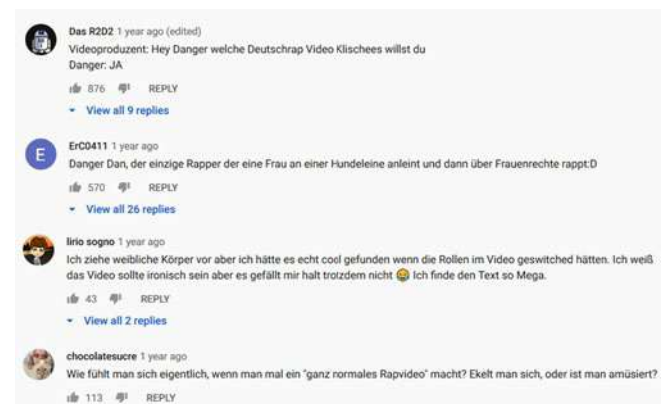 Das R2D2 1 year ago (edited)
Videoproduzent: Hey Danger welche Deutschrap Video Klischees willst du
Danger: JA
876 REPLY
View all 9 replies
E
ErC0411 1 year ago
Danger Dan, der einzige Rapper der eine Frau an einer Hundeleine anleint und dann über Frauenrechte rappt:D
570 REPLY
View all 26 replies
lirio sogno 1 year ago
Ich ziehe weibliche Körper vor aber ich hätte es echt cool gefunden wenn die Rollen im Video geswitched hätten. Ich weiß
das Video sollte ironisch sein aber es gefällt mir halt trotzdem nicht 😂 Ich finde den Text so Mega.
43 REPLY
View all 2 replies
chocolatesucre 1 year ago
Wie fühlt man sich eigentlich, wenn man mal ein "ganz normales Rapvideo" macht? Ekelt man sich, oder ist man amüsiert?
113 REPLY